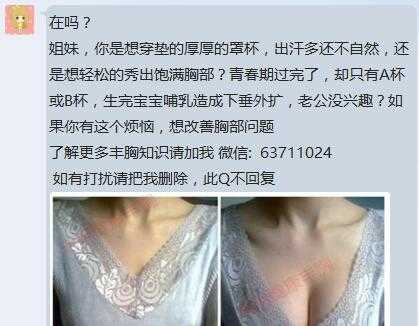 在吗？
姐妹，你是想穿垫的厚厚的罩杯，出汗多还不自然，还
是想轻松的秀出饱满胸部？青春期过完了，却只有A杯
或B杯，生完宝宝哺乳造成下垂外扩，老公没兴趣？如
果你有这个烦恼，想改善胸部问题
了解更多丰胸知识请加我 微信:  63711024
如有打扰请把我删除，此Q不回复